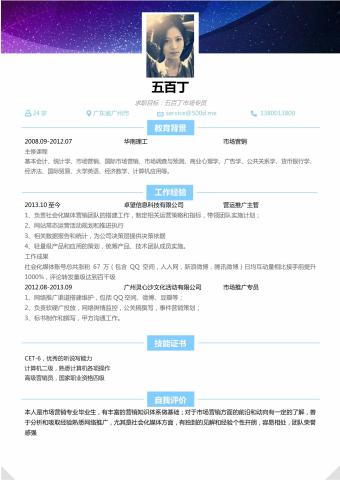 五百丁
求职目标：五百丁市场专员
24岁 广东省广州市 service@500d.me 1380013800
教育背景
2008.09-2012.07 华南理工 市场营销
主修课程
基本会计、统计学、市场营销、国际市场营销、市场调查与预测、商业心理学、广告学、公共关系学、货币银行学、
经济法、国际贸易、大学英语、经济数学、计算机应用等。
工作经验
2013.10 至今 卓望信息科技有限公司 营运推广主管
1、负责社会化媒体营销团队的搭建工作，制定相关运营策略和指标，带领团队实施计划；
2、网站常态运营活动规划和推进执行
3、相关数据报告和统计，为公司决策层提供决策依据
4、轻量级产品和应用的策划，统筹产品、技术团队成员实施。
工作成果
社会化媒体账号总共涨粉 67 万（包含 QQ 空间，人人网，新浪微博，腾讯微博）日均互动量相比接手前提升
1000%，评论转发量级达到百千级
2012.08-2013.09 广州灵心沙文化活动有限公司 市场推广专员
1、网络推广渠道搭建维护，包括 QQ 空间、微博、豆瓣等；
2、负责软硬广投放，网络舆情监控，公关稿撰写，事件营销策划；
3、标书制作和撰写，甲方沟通工作。
技能证书
CET-6，优秀的听说写能力
计算机二级，熟悉计算机各项操作
高级营销员，国家职业资格四级
自我评价
本人是市场营销专业毕业生，有丰富的营销知识体系做基础；对于市场营销方面的前沿和动向有一定的了解，善
于分析和吸取经验熟悉网络推广，尤其是社会化媒体方面，有独到的见解和经验个性开朗，容易相处，团队荣誉
感强